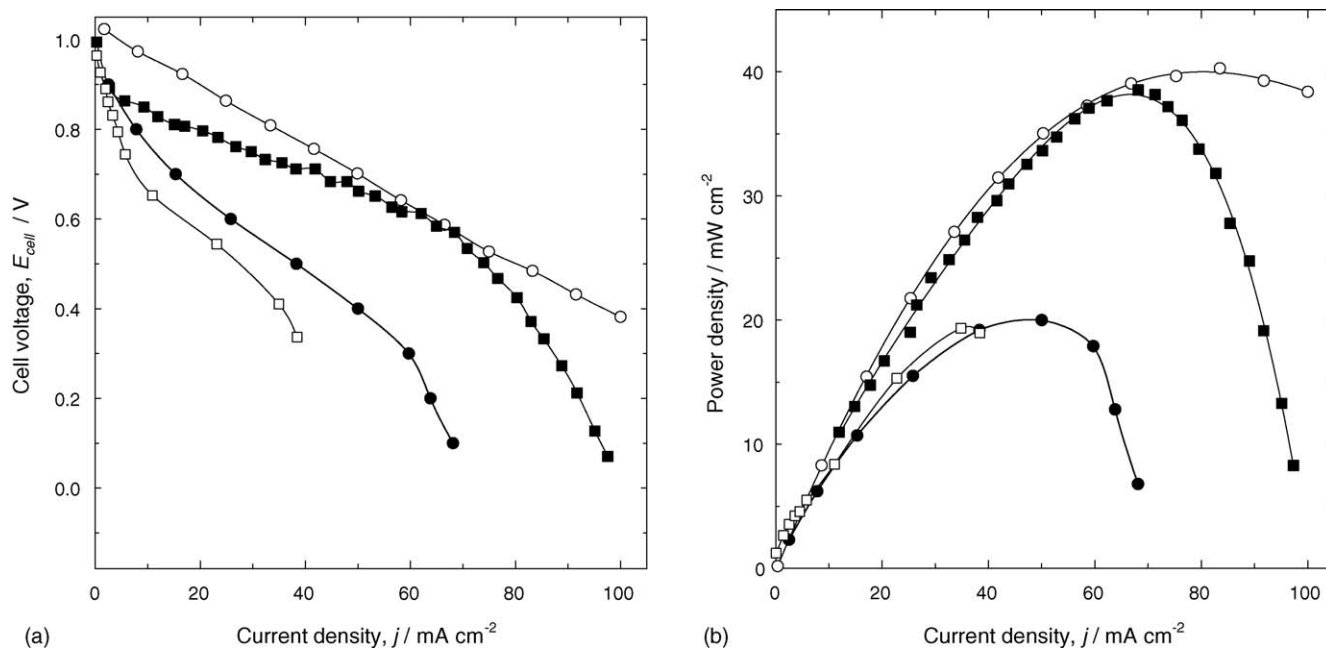 1.0
0.8
0.6
0.4
0.2
0.0
Cell voltage, E_cell / V
0 20 40 60 80 100
(a) Current density, j / mA cm⁻²
40
30
20
10
0
Power density / mW cm⁻²
0 20 40 60 80 100
(b) Current density, j / mA cm⁻²